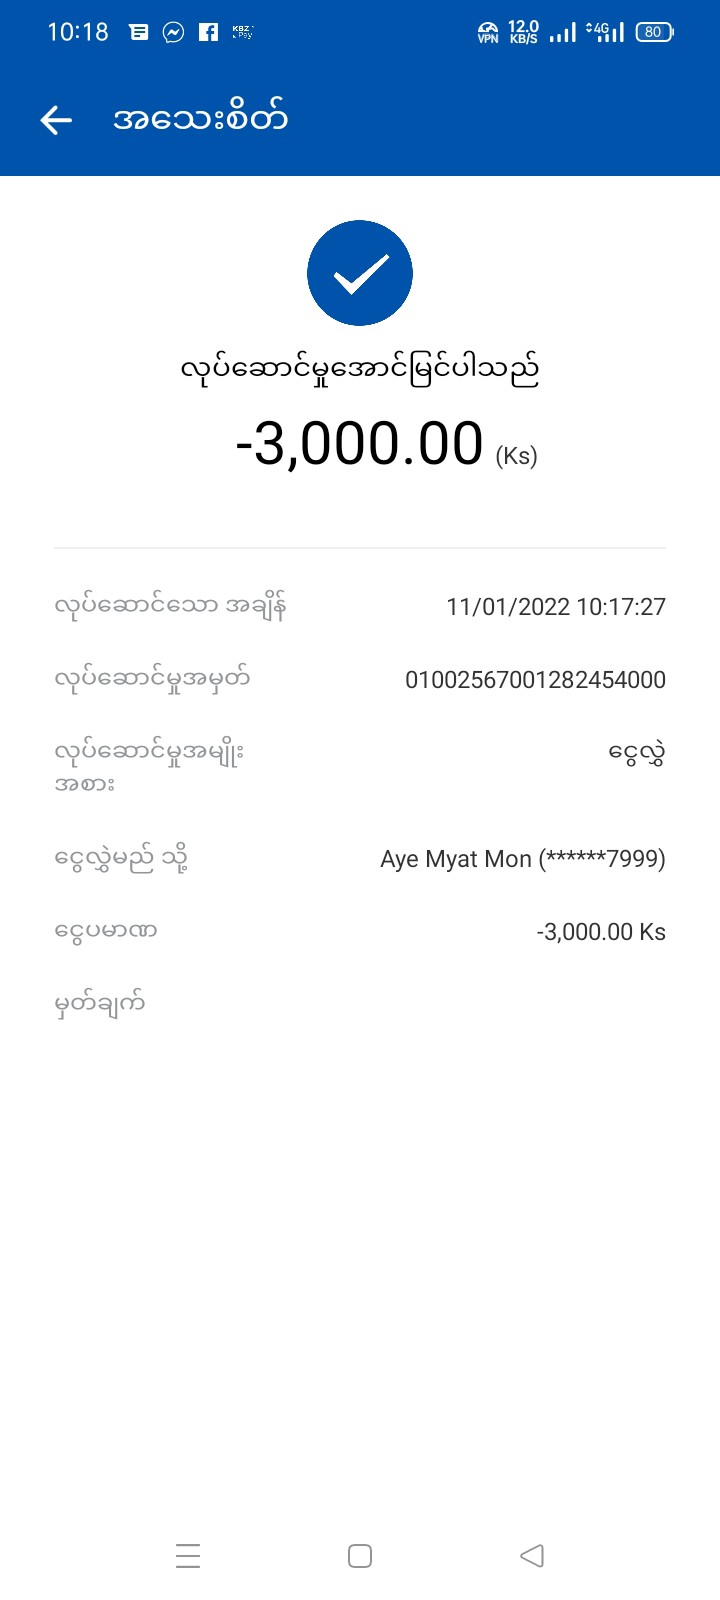 10:18 KBZ Pay VPN 12.0 KB/S 4G 80
အသေးစိတ်
လုပ်ဆောင်မှုအောင်မြင်ပါသည်
-3,000.00 (Ks)
လုပ်ဆောင်သော အချိန် 11/01/2022 10:17:27
လုပ်ဆောင်မှုအမှတ် 01002567001282454000
လုပ်ဆောင်မှုအမျိုး ငွေလွှဲ
အစား
ငွေလွှဲမည် သို့ Aye Myat Mon (******7999)
ငွေပမာဏ -3,000.00 Ks
မှတ်ချက်